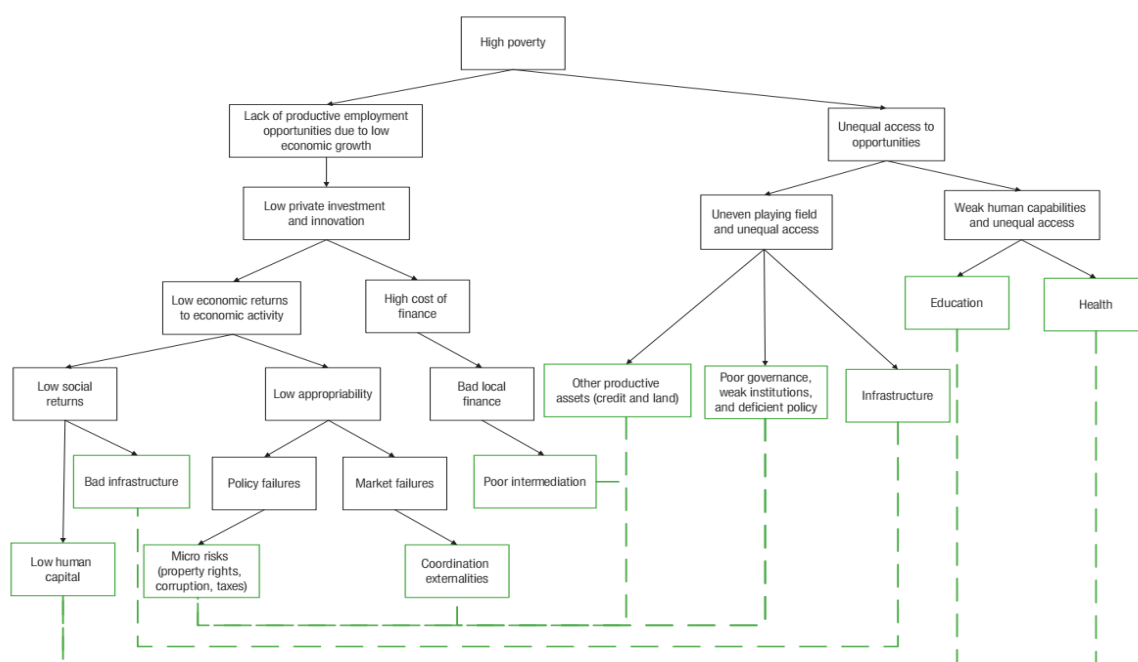 High poverty
Lack of productive employment
opportunities due to low
economic growth
Unequal access to
opportunities
Low private investment
and innovation
Uneven playing field
and unequal access
Weak human capabilities
and unequal access
Low economic returns
to economic activity
High cost of
finance
Education
Health
Low social
returns
Low appropriability
Bad local
finance
Other productive
assets (credit and land)
Poor governance,
weak institutions,
and deficient policy
Infrastructure
Bad infrastructure
Policy failures
Market failures
Poor intermediation
Low human
capital
Micro risks
(property rights,
corruption, taxes)
Coordination
externalities